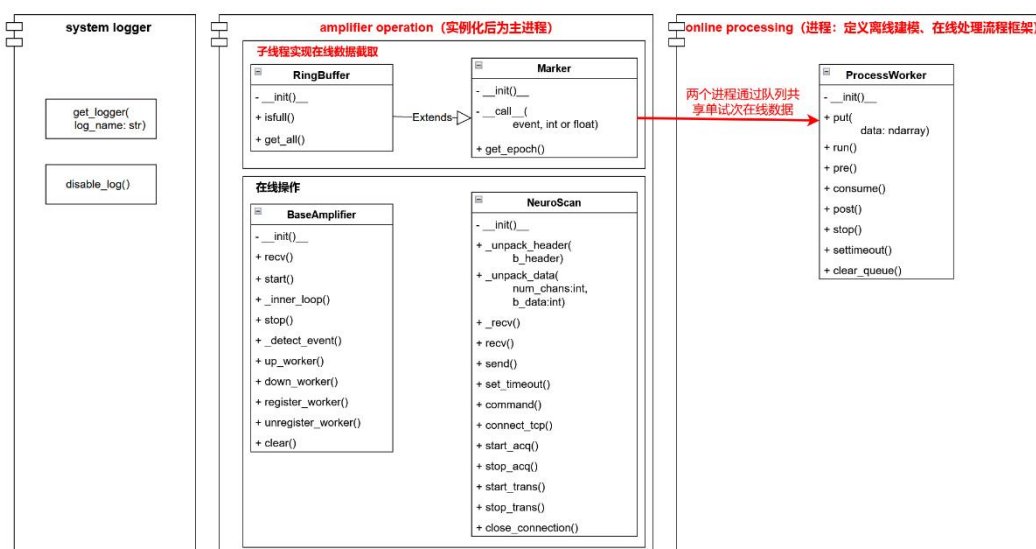 system logger
get_logger(
log_name: str)
disable_log()
amplifier operation（实例化后为主进程）
子线程实现在线数据截取
RingBuffer
- __init()__
+ isfull()
+ get_all()
Extends
Marker
- __init()__
- __call__(
event, int or float)
+ get_epoch()
在线操作
BaseAmplifier
- __init()__
+ recv()
+ start()
+ _inner_loop()
+ stop()
+ _detect_event()
+ up_worker()
+ down_worker()
+ register_worker()
+ unregister_worker()
+ clear()
NeuroScan
- __init()__
+ _unpack_header(
b_header)
+ _unpack_data(
num_chans:int,
b_data:int)
+ _recv()
+ recv()
+ send()
+ set_timeout()
+ command()
+ connect_tcp()
+ start_acq()
+ stop_acq()
+ start_trans()
+ stop_trans()
+ close_connection()
两个进程通过队列共
享单试次在线数据
online processing（进程：定义离线建模、在线处理流程框架）
ProcessWorker
- __init()__
+ put(
data: ndarray)
+ run()
+ pre()
+ consume()
+ post()
+ stop()
+ settimeout()
+ clear_queue()